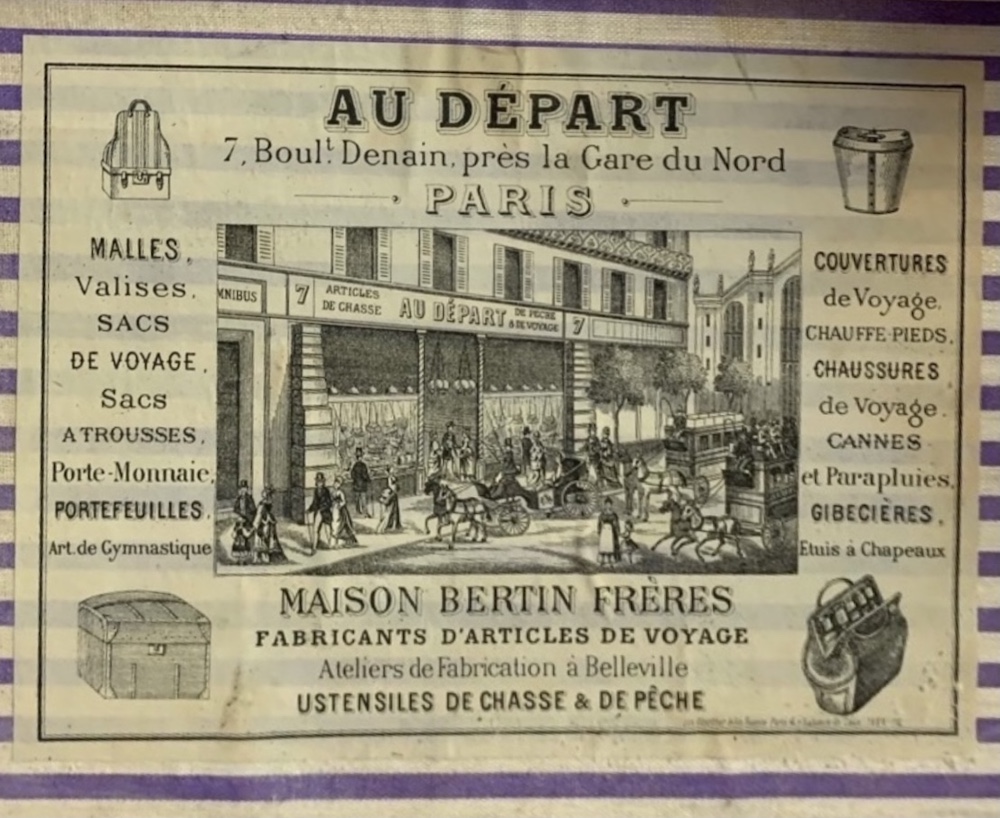 AU DÉPART
7, Boul.t Denain, près la Gare du Nord
PARIS
MALLES,
Valises,
SACS
DE VOYAGE,
Sacs
A TROUSSES,
Porte-Monnaie,
PORTEFEUILLES,
Art. de Gymnastique
MNIBUS
7
ARTICLES
DE CHASSE
AU DÉPART
DE PECHE
& DE VOYAGE
7
COUVERTURES
de Voyage,
CHAUFFE-PIEDS,
CHAUSSURES
de Voyage,
CANNES
et Parapluies,
GIBECIÈRES,
Etuis à Chapeaux
MAISON BERTIN FRÈRES
FABRICANTS D'ARTICLES DE VOYAGE
Ateliers de Fabrication à Belleville
USTENSILES DE CHASSE & DE PÊCHE